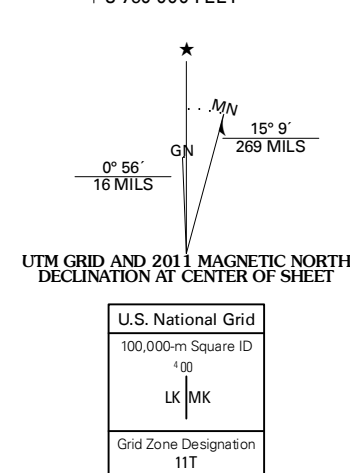 ★
MN
GN
15° 9´
269 MILS
0° 56´
16 MILS
UTM GRID AND 2011 MAGNETIC NORTH
DECLINATION AT CENTER OF SHEET
U.S. National Grid
100,000-m Square ID
⁴00
LK MK
Grid Zone Designation
11T